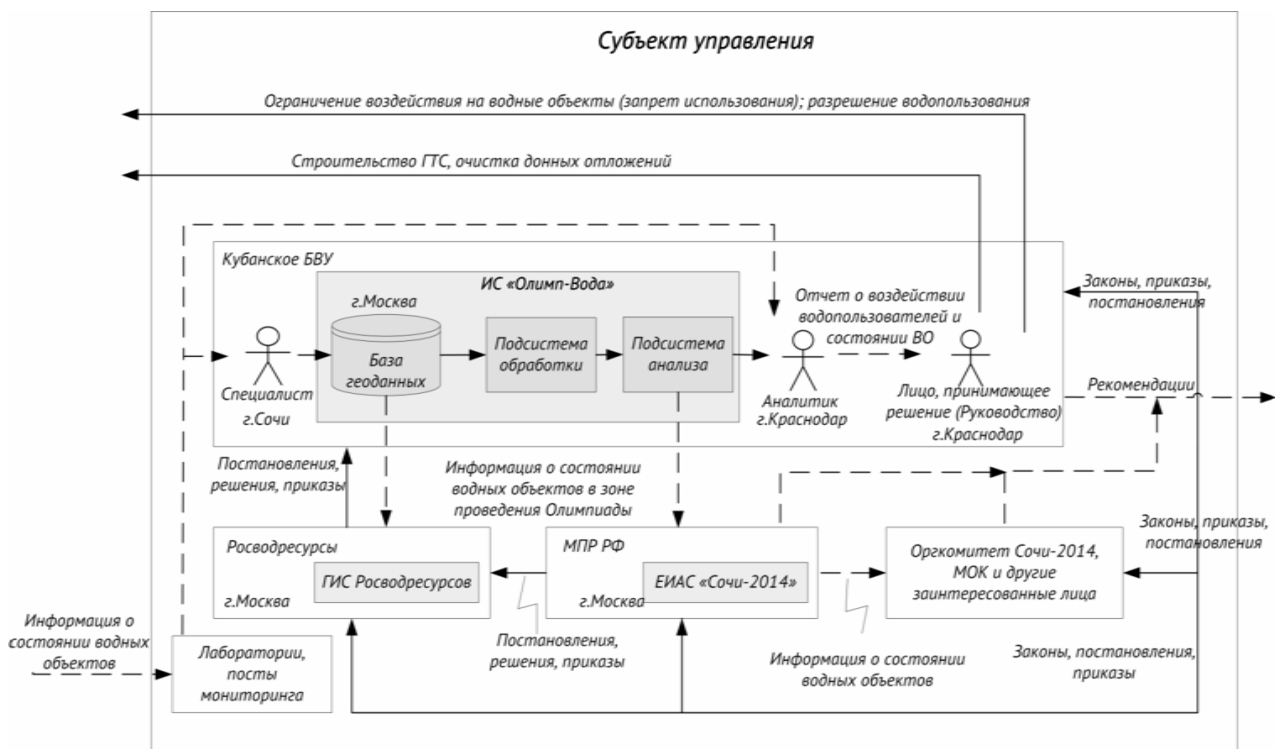 Субъект управления
Ограничение воздействия на водные объекты (запрет использования); разрешение водопользования
Строительство ГТС, очистка донных отложений
Кубанское БВУ
ИС «Олимп-Вода»
г.Москва
База
геоданных
Подсистема
обработки
Подсистема
анализа
Специалист
г.Сочи
Аналитик
г.Краснодар
Отчет о воздействии
водопользователей и
состоянии ВО
Лицо, принимающее
решение (Руководство)
г.Краснодар
Законы, приказы,
постановления
Рекомендации
Постановления,
решения, приказы
Информация о состоянии
водных объектов в зоне
проведения Олимпиады
Росводресурсы
ГИС Росводресурсов
г.Москва
МПР РФ
ЕИАС «Сочи-2014»
г.Москва
Оргкомитет Сочи-2014,
МОК и другие
заинтересованные лица
Законы, приказы,
постановления
Информация о
состоянии водных
объектов
Лаборатории,
посты
мониторинга
Постановления,
решения, приказы
Информация о состоянии
водных объектов
Законы, постановления,
приказы